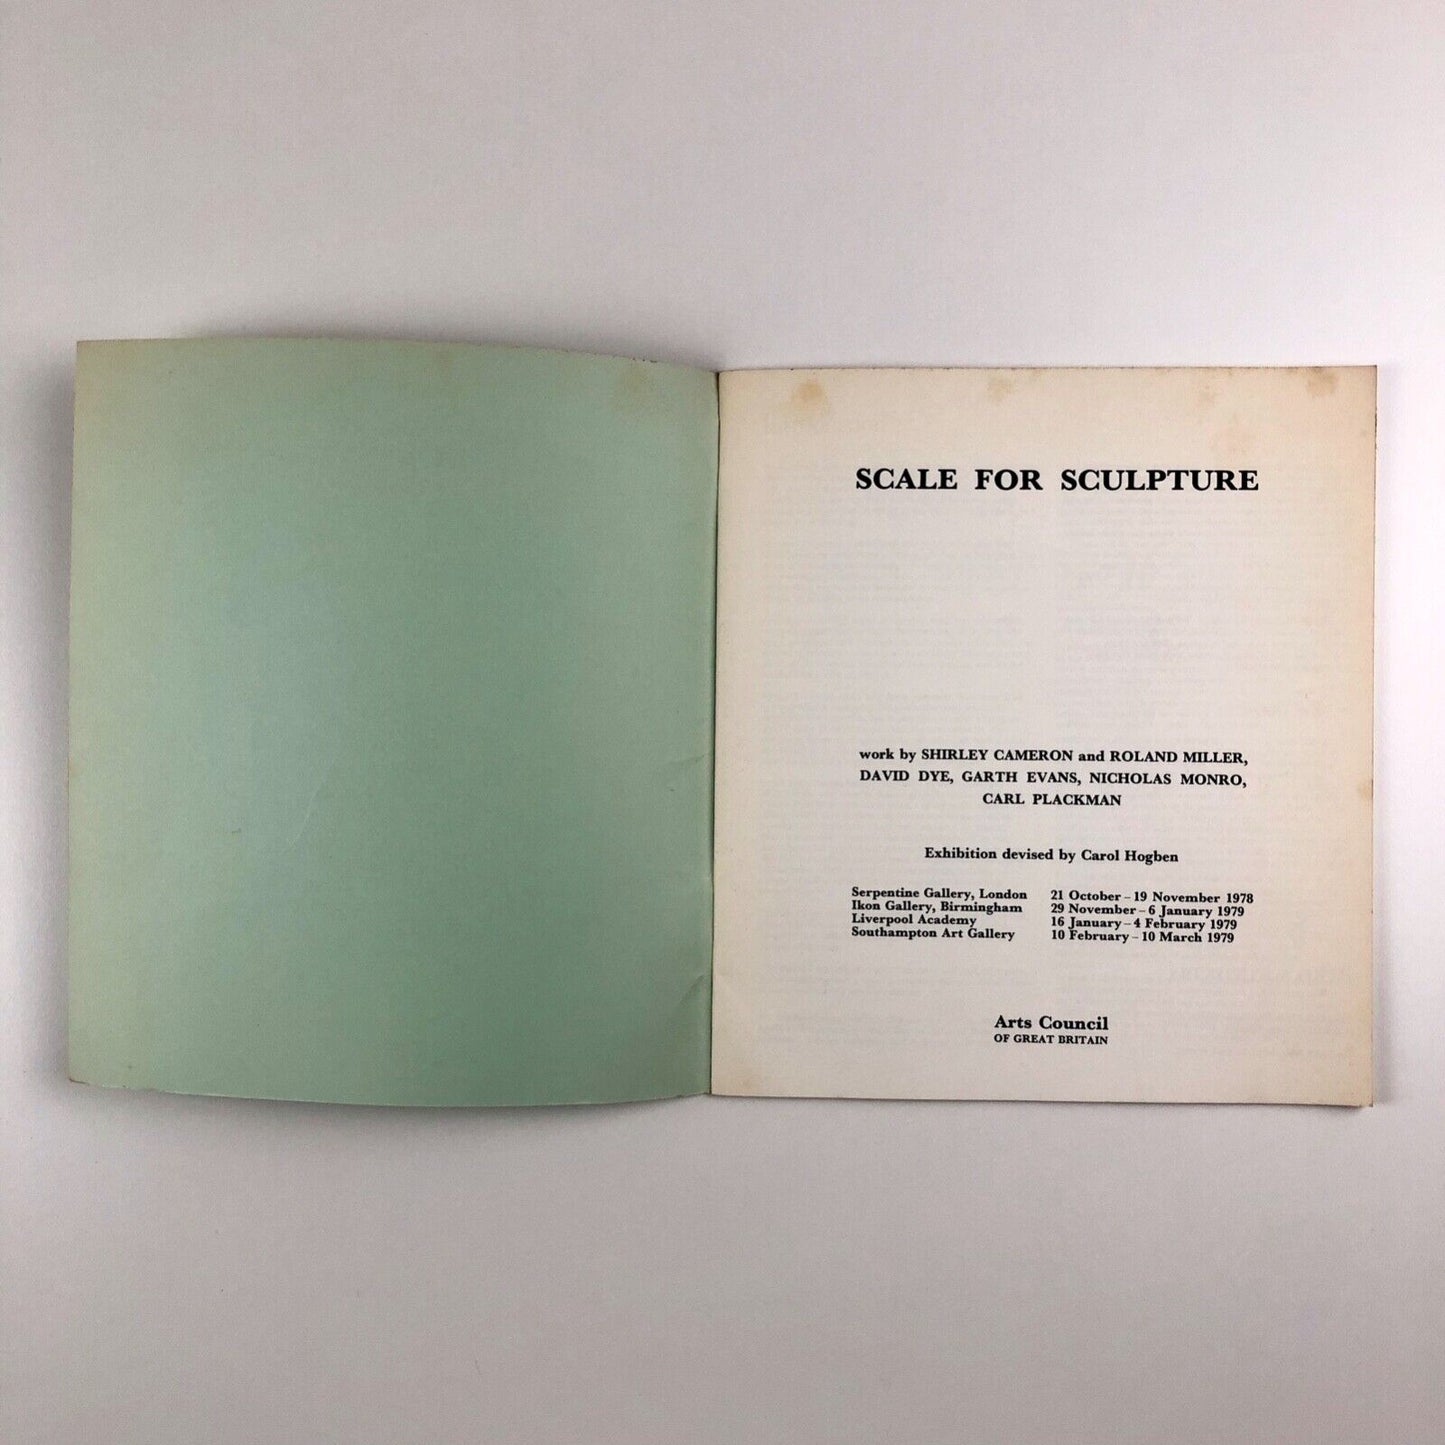 SCALE FOR SCULPTURE
work by SHIRLEY CAMERON and ROLAND MILLER,
DAVID DYE, GARTH EVANS, NICHOLAS MONRO,
CARL PLACKMAN
Exhibition devised by Carol Hogben
Serpentine Gallery, London 21 October – 19 November 1978
Ikon Gallery, Birmingham 29 November – 6 January 1979
Liverpool Academy 16 January – 4 February 1979
Southampton Art Gallery 10 February – 10 March 1979
Arts Council
OF GREAT BRITAIN